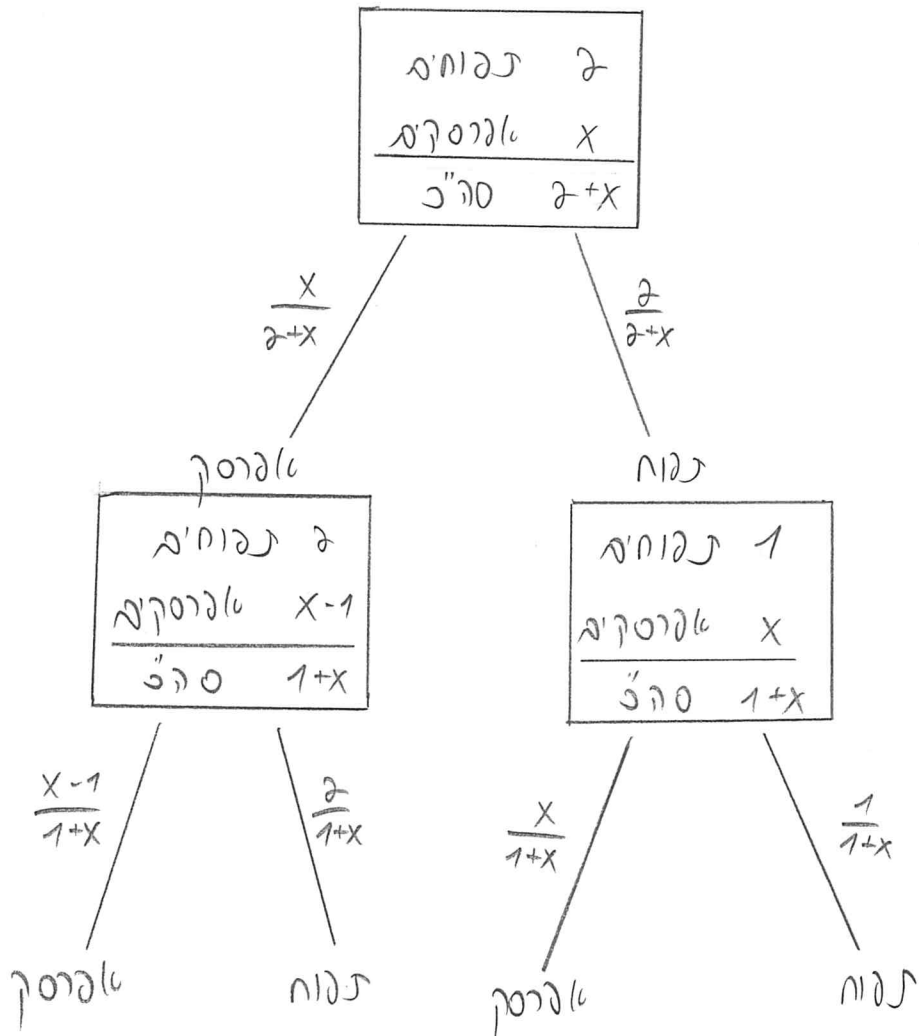 תפוחים 2
אפרסקים x
סה"כ 2+x
x/2+x
2/2+x
אפרסק
תפוח
תפוחים 2
אפרסקים x-1
סה"כ 1+x
תפוחים 1
אפרסקים x
סה"כ 1+x
x-1/1+x
2/1+x
x/1+x
1/1+x
אפרסק
תפוח
אפרסק
תפוח